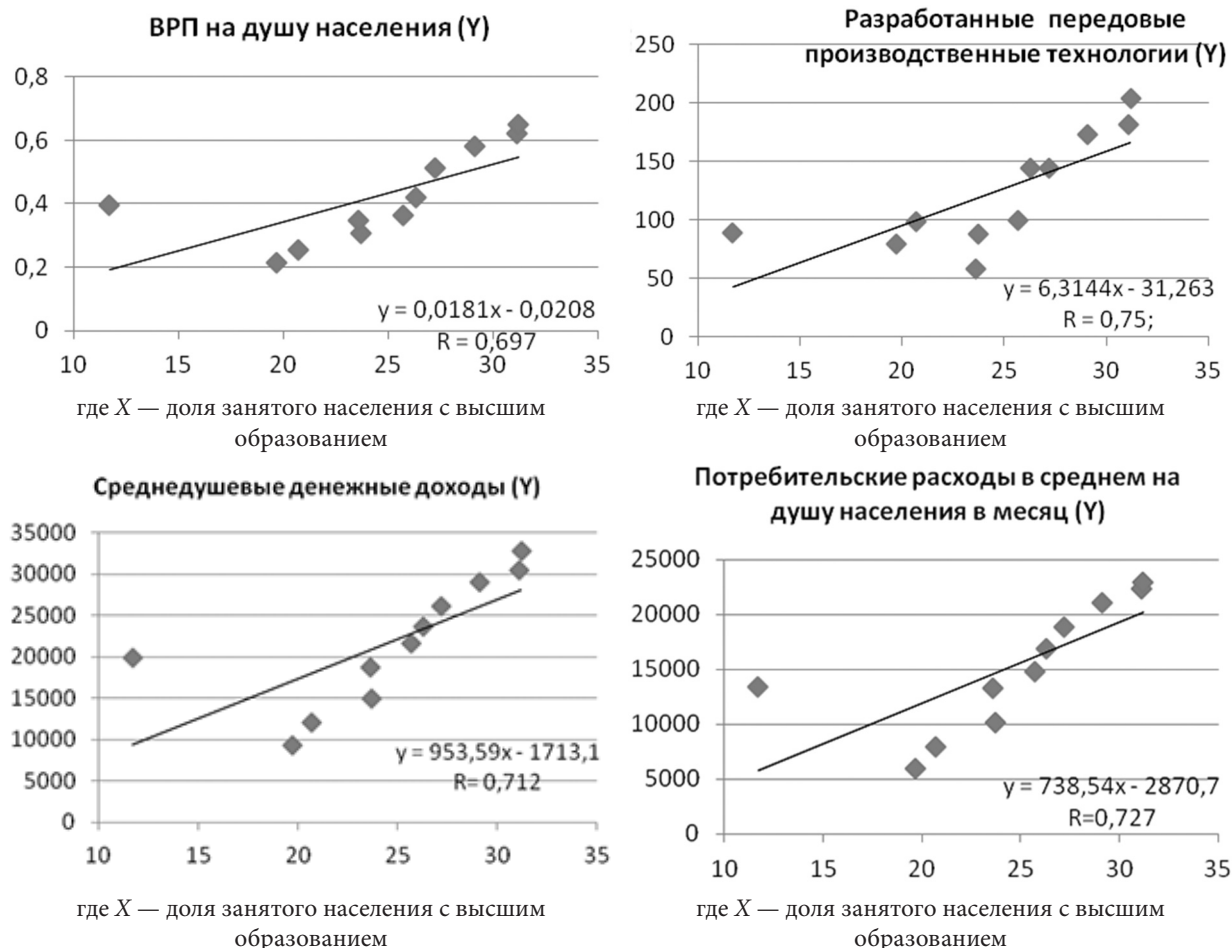 ВРП на душу населения (Y)
0,8
0,6
0,4
0,2
0
y = 0,0181x - 0,0208
R = 0,697
10 15 20 25 30 35
где X — доля занятого населения с высшим
образованием
Разработанные передовые
производственные технологии (Y)
250
200
150
100
50
0
y = 6,3144x - 31,263
R = 0,75;
10 15 20 25 30 35
где X — доля занятого населения с высшим
образованием
Среднедушевые денежные доходы (Y)
35000
30000
25000
20000
15000
10000
5000
0
y = 953,59x - 1713,1
R= 0,712
10 15 20 25 30 35
где X — доля занятого населения с высшим
образованием
Потребительские расходы в среднем на
душу населения в месяц (Y)
25000
20000
15000
10000
5000
0
y = 738,54x - 2870,7
R=0,727
10 15 20 25 30 35
где X — доля занятого населения с высшим
образованием